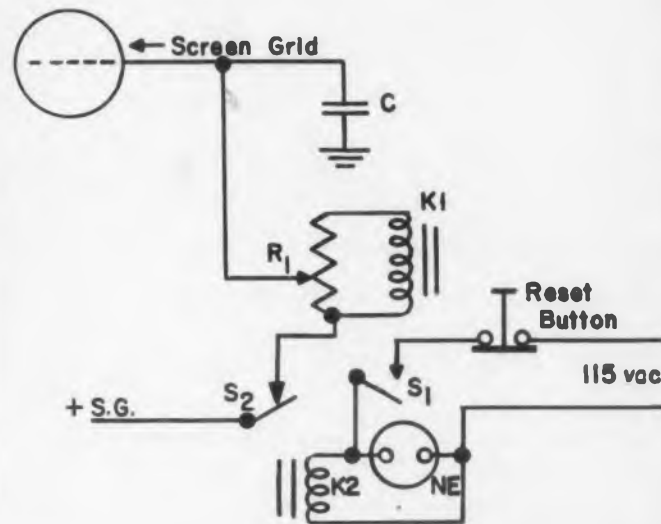 Screen Grid
C
K1
R1
Reset
Button
115 vac
S1
S2
+ S.G.
K2
NE